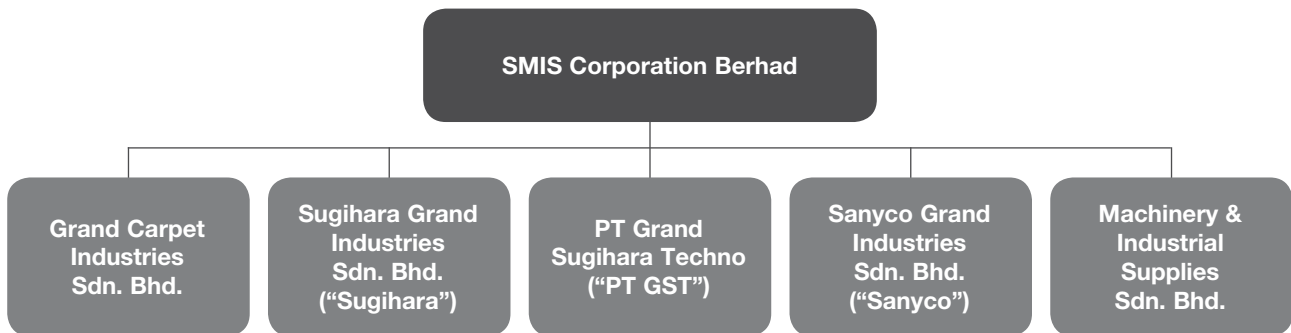 SMIS Corporation Berhad
Grand Carpet
Industries
Sdn. Bhd.
Sugihara Grand
Industries
Sdn. Bhd.
(“Sugihara”)
PT Grand
Sugihara Techno
(“PT GST”)
Sanyco Grand
Industries
Sdn. Bhd.
(“Sanyco”)
Machinery &
Industrial
Supplies
Sdn. Bhd.